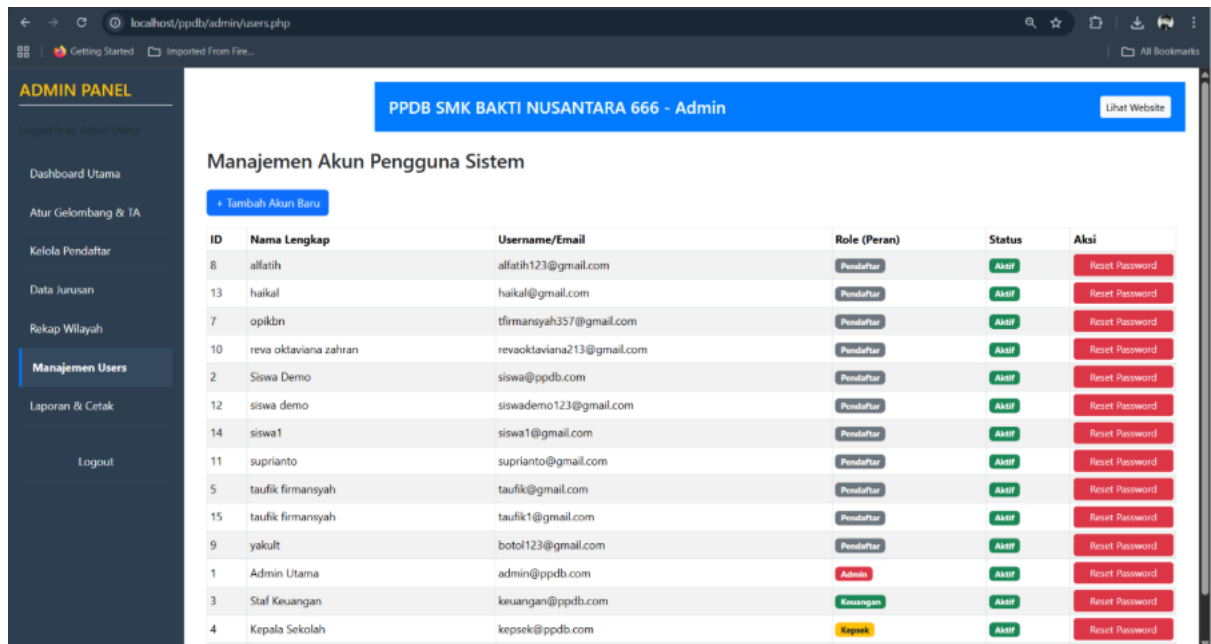 localhost/ppdb/admin/users.php
Getting Started Imported From Fire... All Bookmarks
ADMIN PANEL
Logged in as: Admin Utama
Dashboard Utama
Atur Gelombang & TA
Kelola Pendaftar
Data Jurusan
Rekap Wilayah
Manajemen Users
Laporan & Cetak
Logout
PPDB SMK BAKTI NUSANTARA 666 - Admin Lihat Website
Manajemen Akun Pengguna Sistem
+ Tambah Akun Baru
ID Nama Lengkap Username/Email Role (Peran) Status Aksi
8 alfatih alfatih123@gmail.com Pendaftar Aktif Reset Password
13 haikal haikal@gmail.com Pendaftar Aktif Reset Password
7 opikbn tfirmansyah357@gmail.com Pendaftar Aktif Reset Password
10 reva oktaviana zahran revaoktaviana213@gmail.com Pendaftar Aktif Reset Password
2 Siswa Demo siswa@ppdb.com Pendaftar Aktif Reset Password
12 siswa demo siswademo123@gmail.com Pendaftar Aktif Reset Password
14 siswa1 siswa1@gmail.com Pendaftar Aktif Reset Password
11 suprianto suprianto@gmail.com Pendaftar Aktif Reset Password
5 taufik firmansyah taufik@gmail.com Pendaftar Aktif Reset Password
15 taufik firmansyah taufik1@gmail.com Pendaftar Aktif Reset Password
9 yakult botol123@gmail.com Pendaftar Aktif Reset Password
1 Admin Utama admin@ppdb.com Admin Aktif Reset Password
3 Staf Keuangan keuangan@ppdb.com Keuangan Aktif Reset Password
4 Kepala Sekolah kepsek@ppdb.com Kepsek Aktif Reset Password